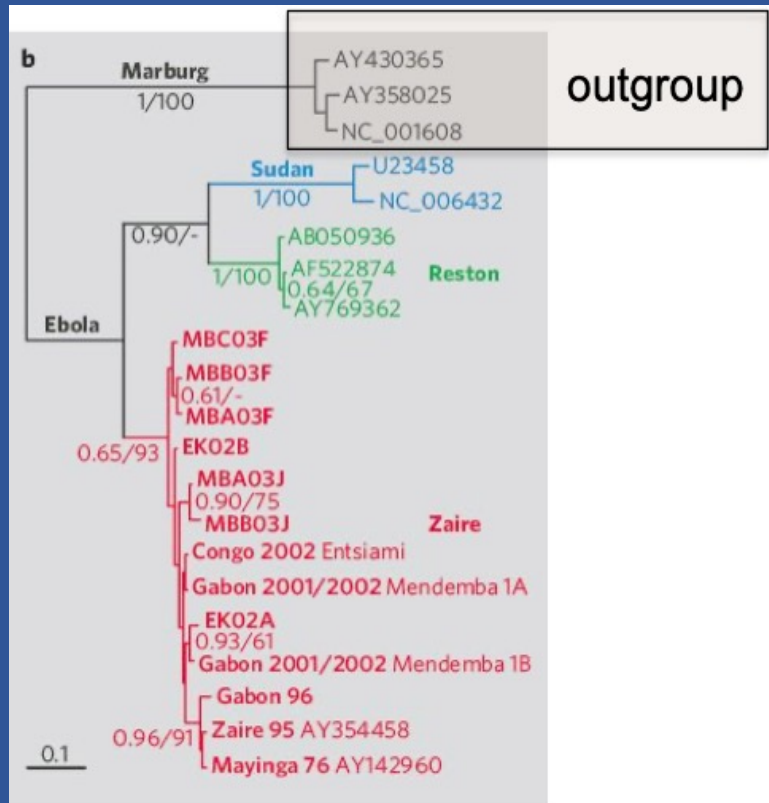 b
Marburg
1/100
AY430365
AY358025
NC_001608
outgroup
Sudan
1/100
U23458
NC_006432
0.90/-
AB050936
1/100
AF522874
0.64/67
AY769362
Reston
Ebola
MBC03F
MBB03F
0.61/-
MBA03F
0.65/93
EK02B
MBA03J
0.90/75
MBB03J
Zaire
Congo 2002 Entsiami
Gabon 2001/2002 Mendemba 1A
EK02A
0.93/61
Gabon 2001/2002 Mendemba 1B
Gabon 96
0.96/91
Zaire 95 AY354458
Mayinga 76 AY142960
0.1